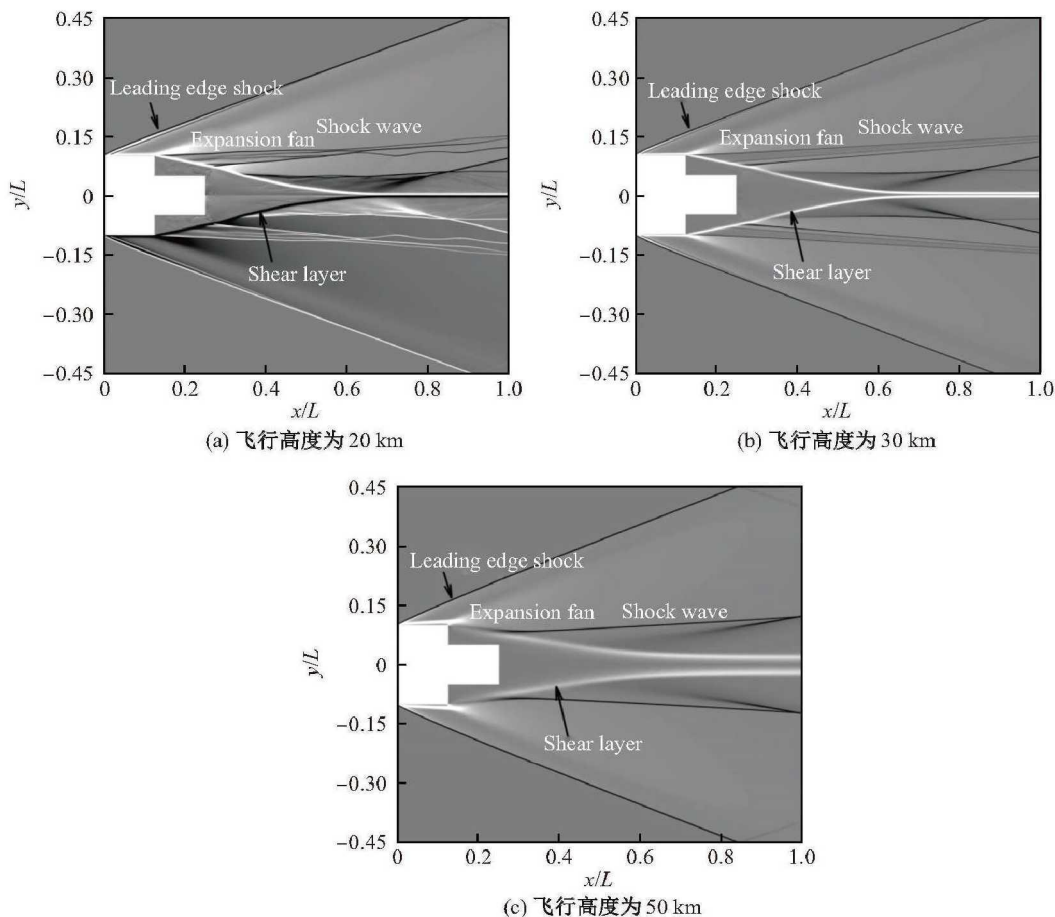 0.45
0.30
0.15
0
-0.15
-0.30
-0.45
y/L
Leading edge shock
Expansion fan
Shock wave
Shear layer
0
0.2
0.4
0.6
0.8
1.0
x/L
(a) 飞行高度为 20 km
0.45
0.30
0.15
0
-0.15
-0.30
-0.45
y/L
Leading edge shock
Expansion fan
Shock wave
Shear layer
0
0.2
0.4
0.6
0.8
1.0
x/L
(b) 飞行高度为 30 km
0.45
0.30
0.15
0
-0.15
-0.30
-0.45
y/L
Leading edge shock
Expansion fan
Shock wave
Shear layer
0
0.2
0.4
0.6
0.8
1.0
x/L
(c) 飞行高度为 50 km